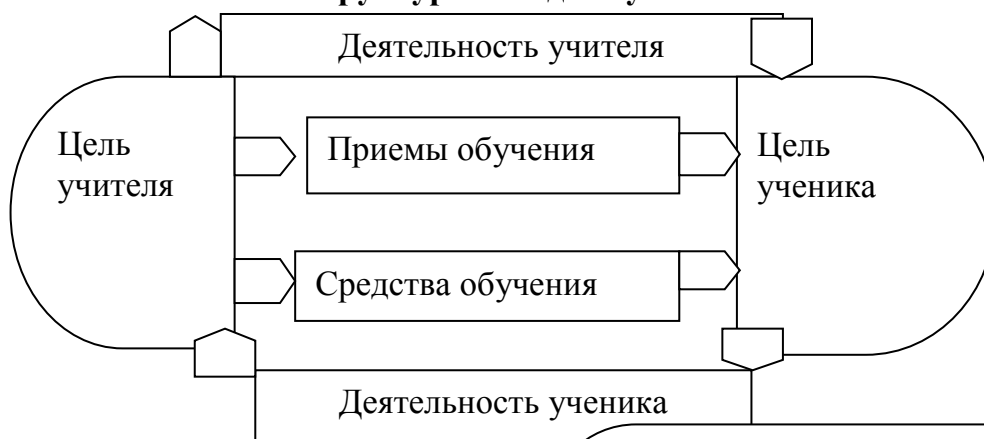 Деятельность учителя
Цель
учителя
Приемы обучения
Цель
ученика
Средства обучения
Деятельность ученика